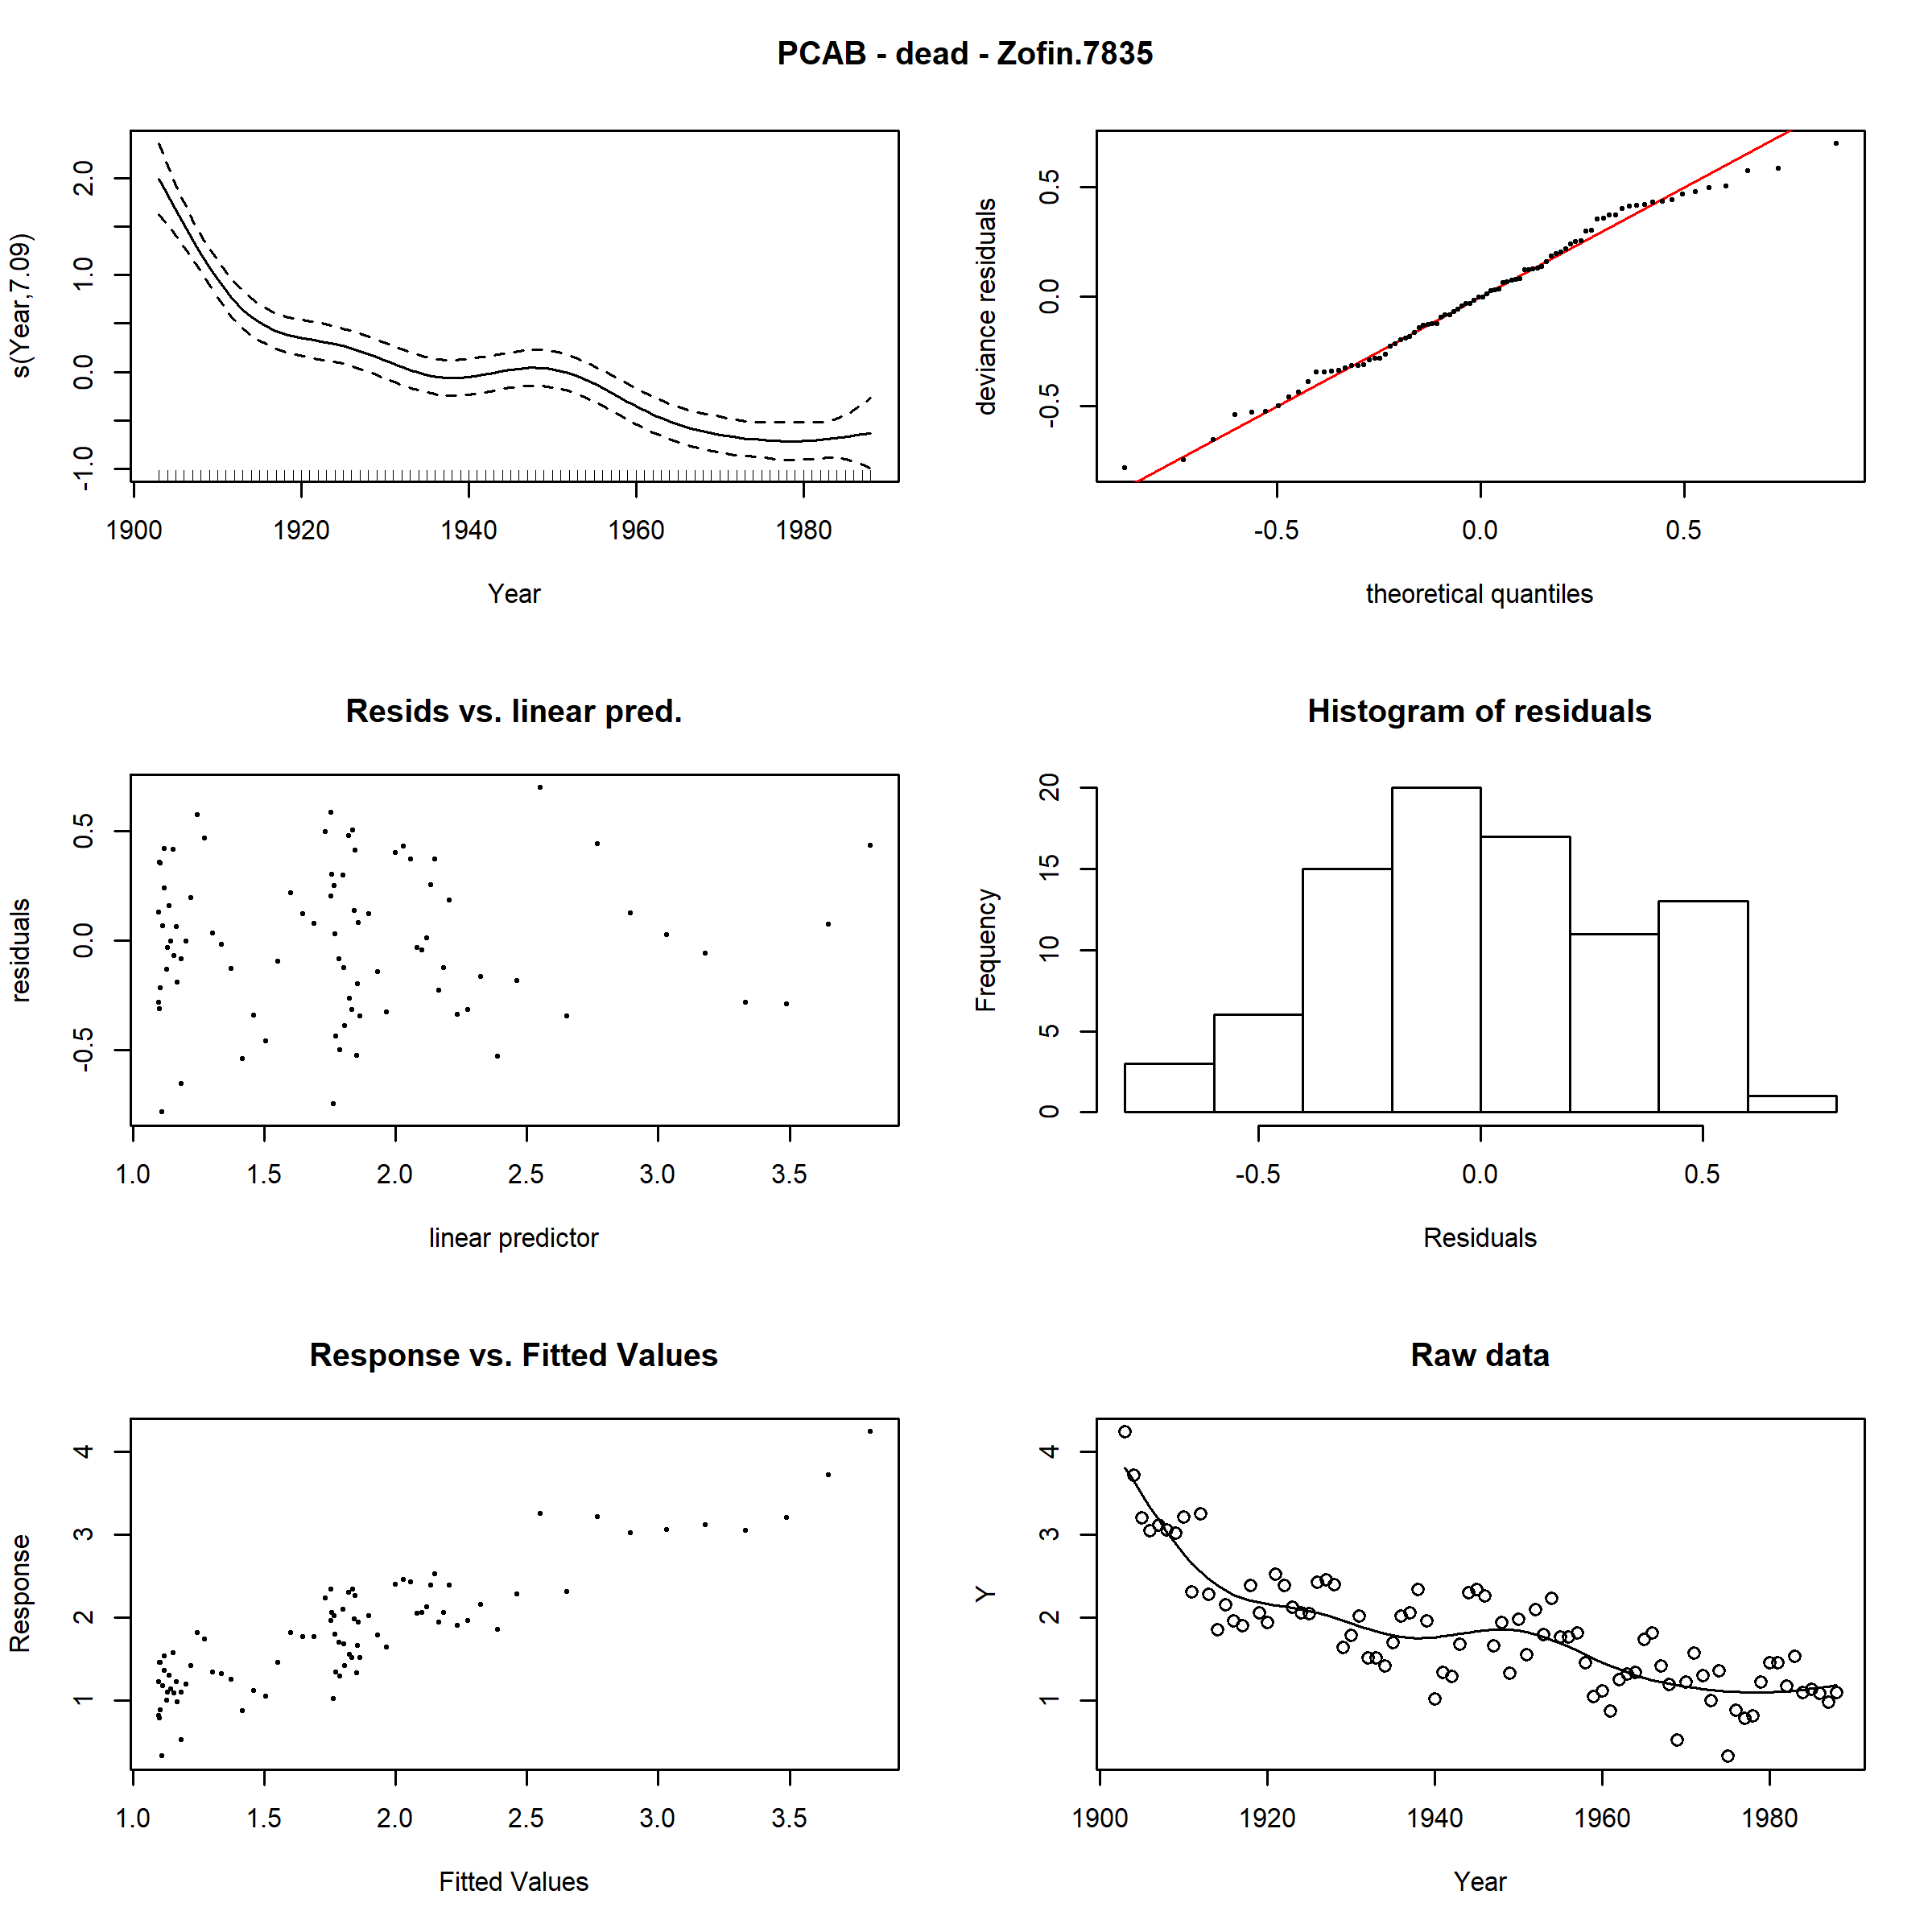 PCAB - dead - Zofin.7835
s(Year,7.09)
-1.0 0.0 1.0 2.0
1900 1920 1940 1960 1980
Year
deviance residuals
-0.5 0.0 0.5
-0.5 0.0 0.5
theoretical quantiles
Resids vs. linear pred.
residuals
-0.5 0.0 0.5
1.0 1.5 2.0 2.5 3.0 3.5
linear predictor
Histogram of residuals
Frequency
0 5 10 15 20
-0.5 0.0 0.5
Residuals
Response vs. Fitted Values
Response
1 2 3 4
1.0 1.5 2.0 2.5 3.0 3.5
Fitted Values
Raw data
Y
1 2 3 4
1900 1920 1940 1960 1980
Year